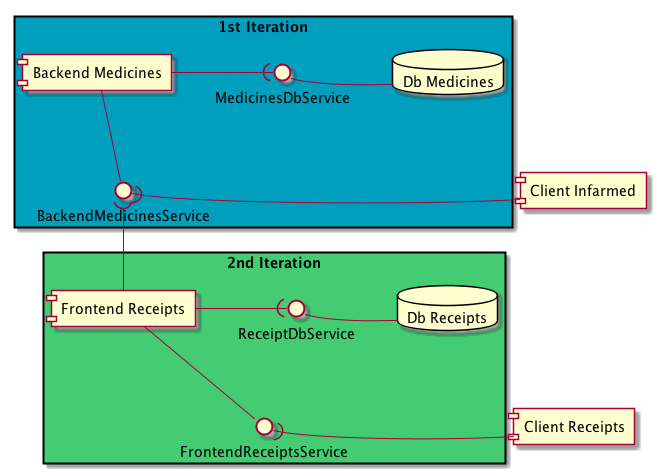 1st Iteration
Backend Medicines
MedicinesDbService
Db Medicines
BackendMedicinesService
Client Infarmed
2nd Iteration
Frontend Receipts
ReceiptDbService
Db Receipts
FrontendReceiptsService
Client Receipts